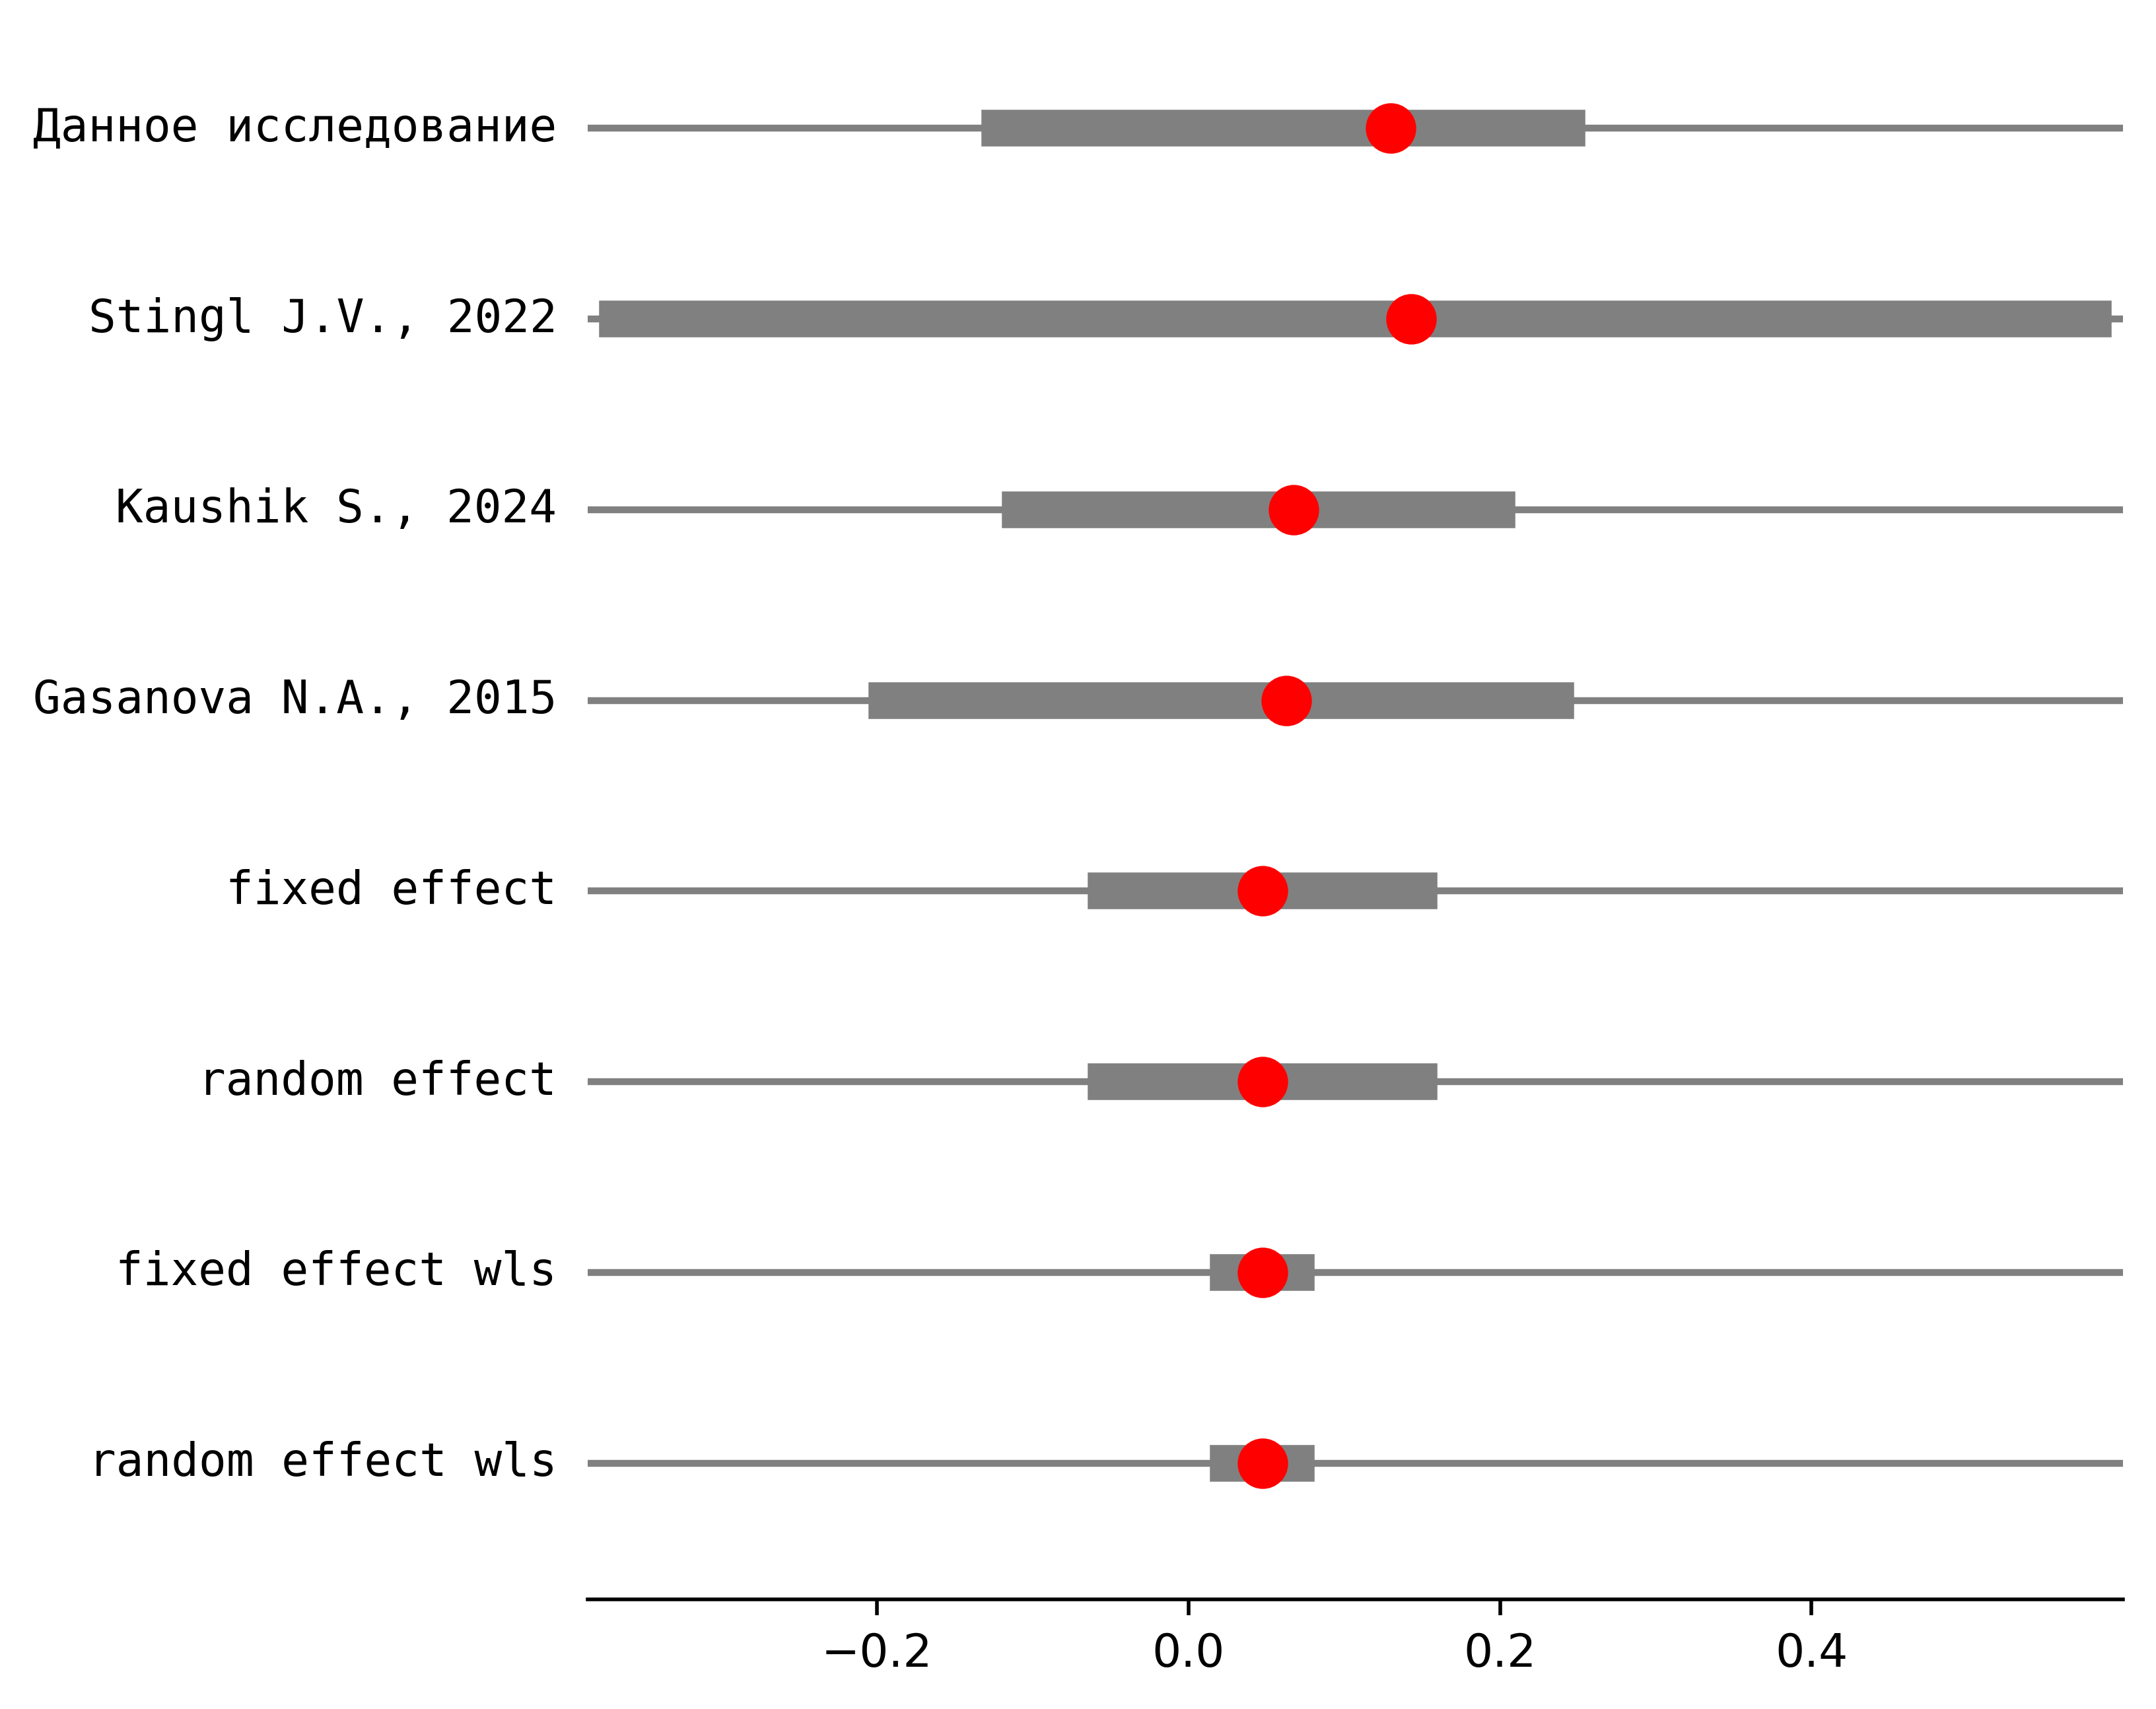 Данное исследование
Stingl J.V., 2022
Kaushik S., 2024
Gasanova N.A., 2015
fixed effect
random effect
fixed effect wls
random effect wls
−0.2 0.0 0.2 0.4